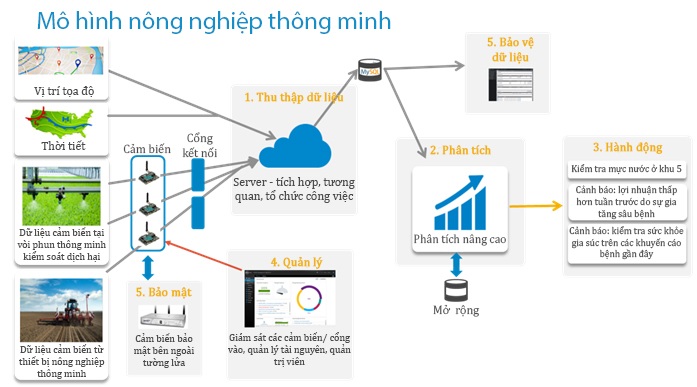 Mô hình nông nghiệp thông minh
Vị trí tọa độ
Thời tiết
Dữ liệu cảm biến tại
vòi phun thông minh
kiểm soát dịch hại
Dữ liệu cảm biến từ
thiết bị nông nghiệp
thông minh
Cảm biến
Cổng
kết nối
1. Thu thập dữ liệu
Server - tích hợp, tương
quan, tổ chức công việc
MySQL
5. Bảo vệ
dữ liệu
2. Phân tích
Phân tích nâng cao
Mở rộng
3. Hành động
Kiểm tra mực nước ở khu 5
Cảnh báo: lợi nhuận thấp
hơn tuần trước do sự gia
tăng sâu bệnh
Cảnh báo: kiểm tra sức khỏe
gia súc trên các khuyến cáo
bệnh gần đây
4. Quản lý
Giám sát các cảm biến/ cổng
vào, quản lý tài nguyên, quản
trị viên
5. Bảo mật
Cảm biến bảo
mật bên ngoài
tường lửa